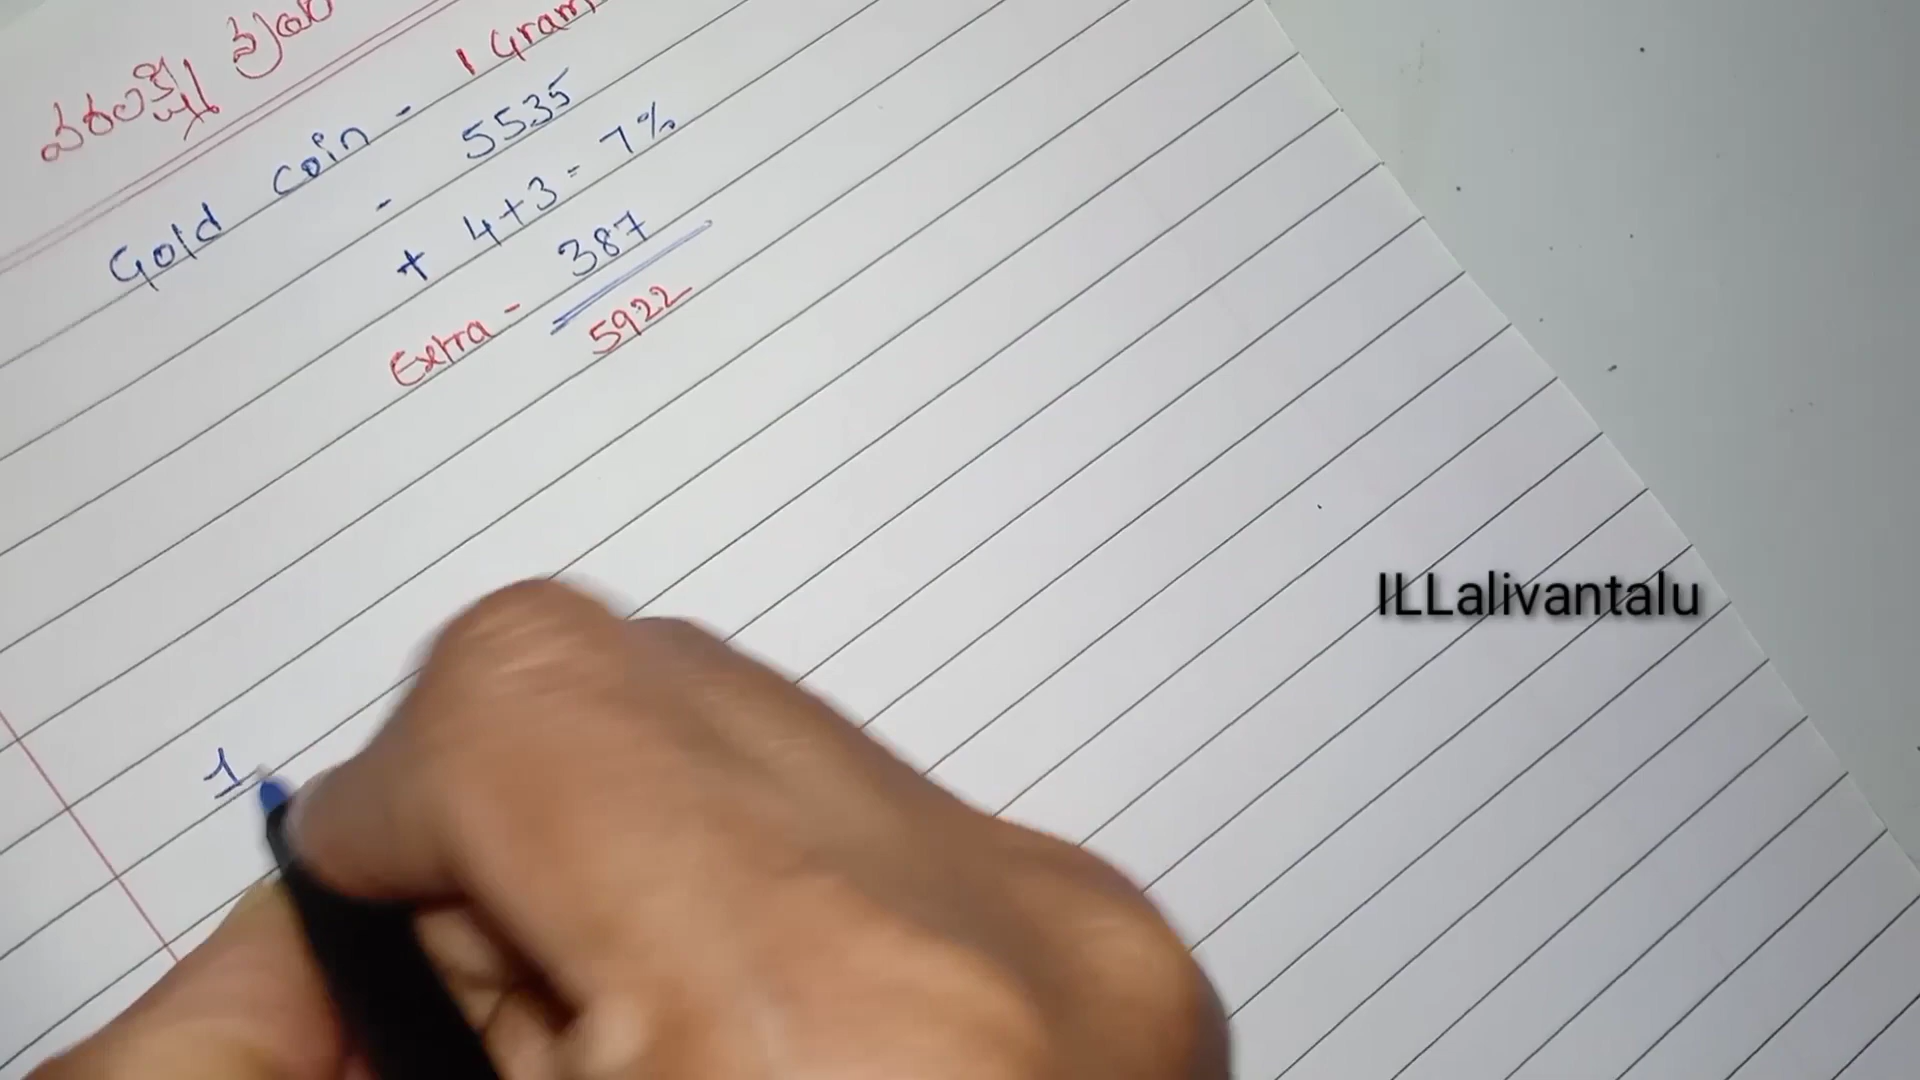 Gold coin - 1 Gram
- 5535
+ 4+3 = 7%
Extra - 387
5922
1
ILLalivantalu